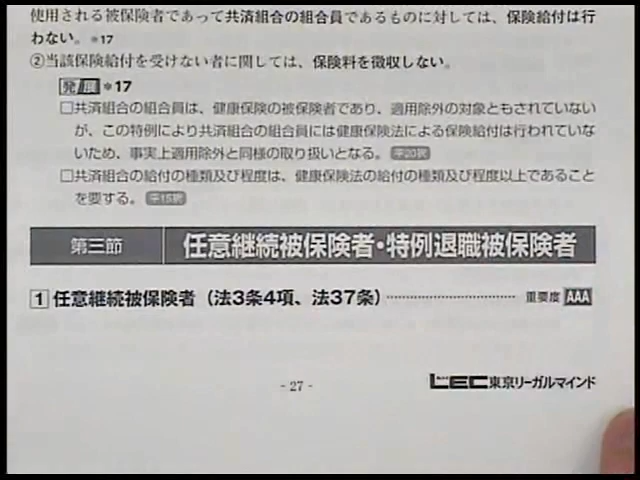 使用される被保険者であって共済組合の組合員であるものに対しては、保険給付は行
わない。*17
②当該保険給付を受けない者に関しては、保険料を徴収しない。
発展 *17
□共済組合の組合員は、健康保険の被保険者であり、適用除外の対象ともされていない
が、この特例により共済組合の組合員には健康保険法による保険給付は行われていな
いため、事実上適用除外と同様の取り扱いとなる。平20択
□共済組合の給付の種類及び程度は、健康保険法の給付の種類及び程度以上であること
を要する。
第三節 任意継続被保険者・特例退職被保険者
1 任意継続被保険者（法3条4項、法37条） 重要度 AAA
- 27 -
LEC東京リーガルマインド